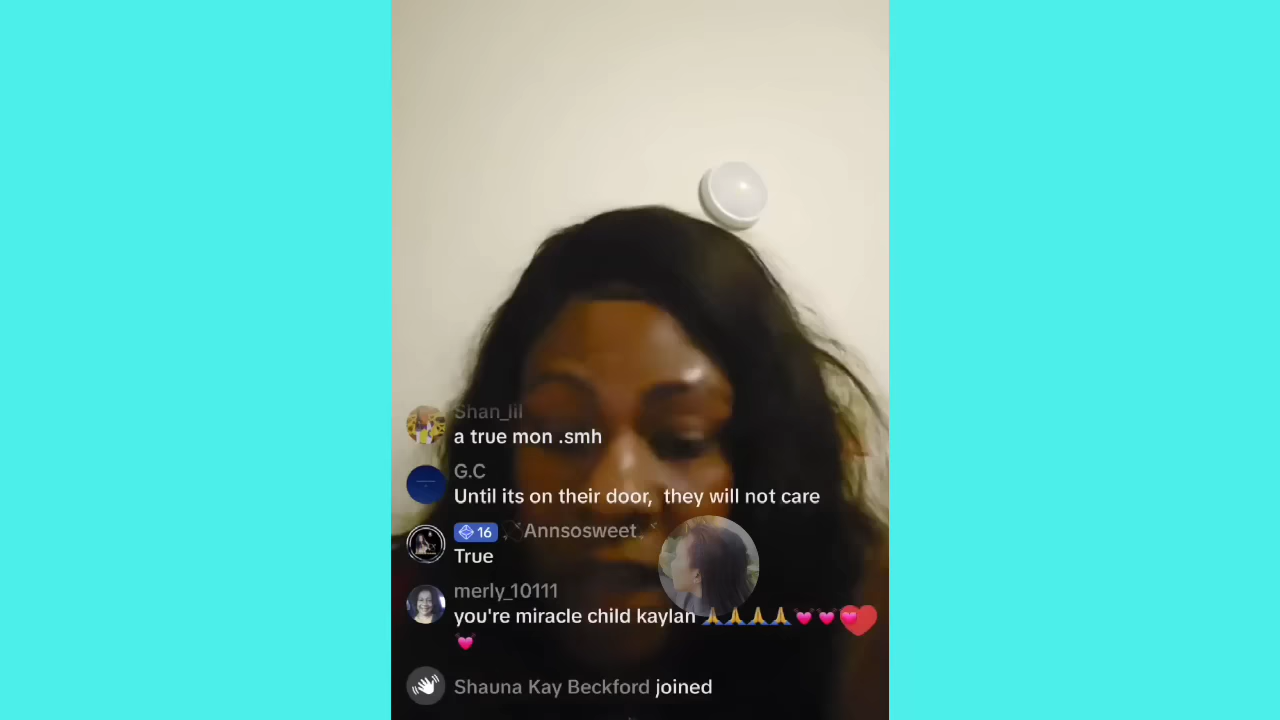 Shan_lil
a true mon .smh
G.C
Until its on their door, they will not care
16 Annsosweet
True
merly_10111
you're miracle child kaylan 🙏🙏🙏🙏💓💓💓
💓
Shauna Kay Beckford joined